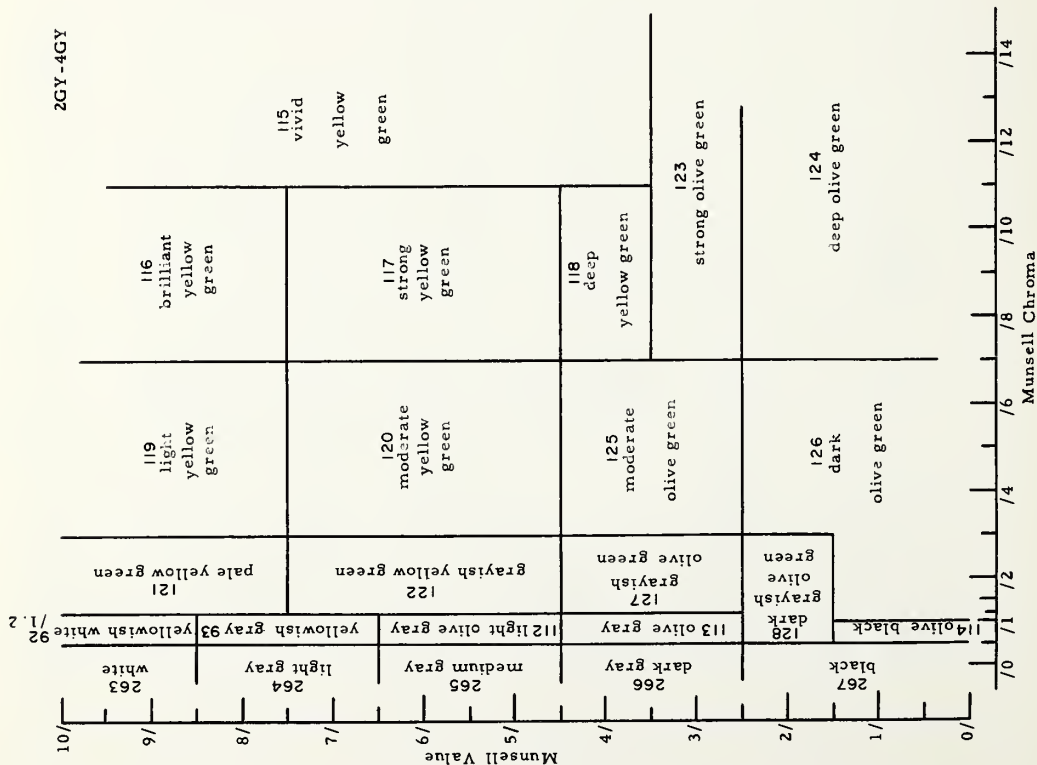 2GY-4GY
115
vivid
yellow
green
116
brilliant
yellow
green
117
strong
yellow
green
118
deep
yellow green
123
strong olive green
124
deep olive green
119
light
yellow
green
120
moderate
yellow
green
125
moderate
olive green
126
dark
olive green
121
pale yellow green
122
grayish yellow green
127
grayish
olive green
128
dark
grayish
olive
green
92
yellowish white
93 yellowish gray
112 light olive gray
113 olive gray
114 olive black
263
white
264
light gray
265
medium gray
266
dark gray
267
black
10/
9/
8/
7/
6/
5/
4/
3/
2/
1/
0/
Munsell Value
/0
/1
/1.2
/2
/4
/6
/8
/10
/12
/14
Munsell Chroma